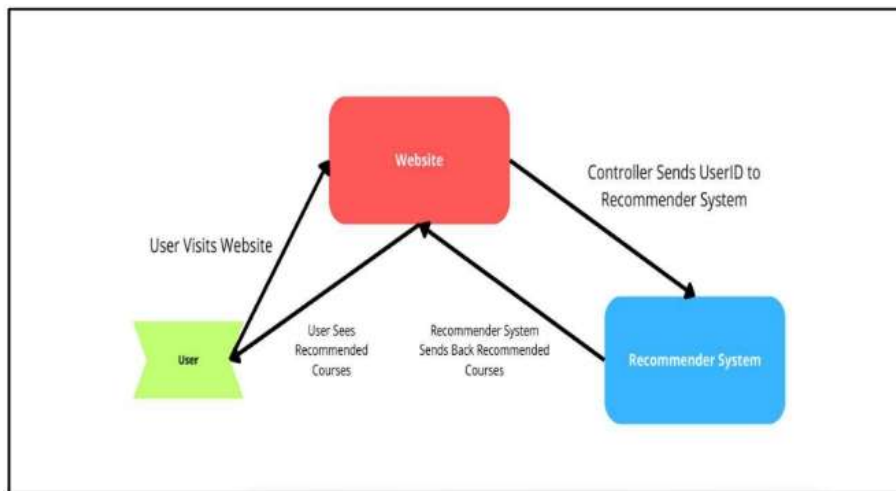 Website
Controller Sends UserID to
Recommender System
User Visits Website
User Sees
Recommended
Courses
Recommender System
Sends Back Recommended
Courses
User
Recommender System